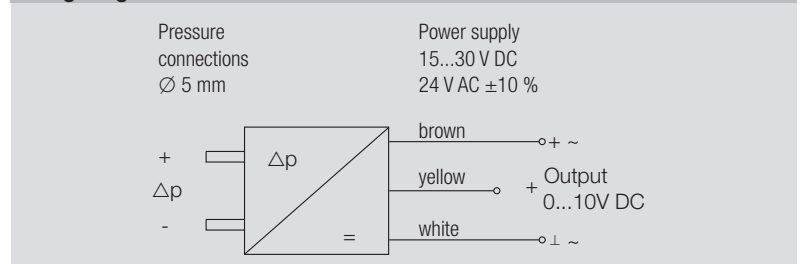 Pressure
connections
∅ 5 mm
Power supply
15...30 V DC
24 V AC ±10 %
+
△p
-
△p
=
brown
+ ~
yellow
+ Output
0...10V DC
white
⊥ ~